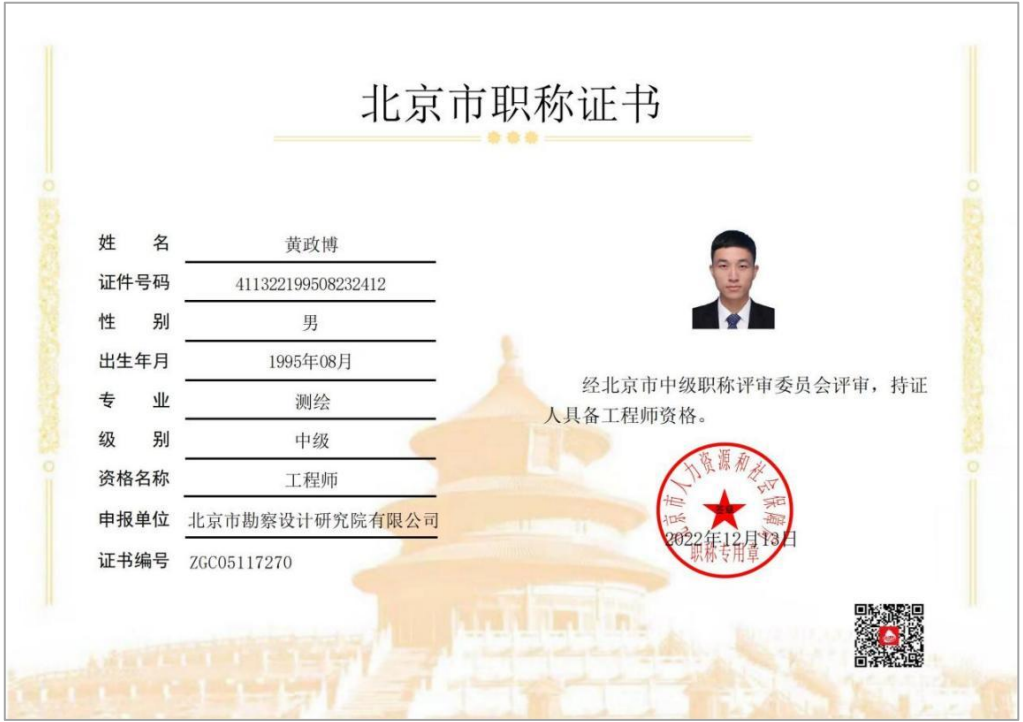 北京市职称证书
姓 名 黄政博
证件号码 411322199508232412
性 别 男
出生年月 1995年08月
专 业 测绘
级 别 中级
资格名称 工程师
申报单位 北京市勘察设计研究院有限公司
证书编号 ZGC05117270
经北京市中级职称评审委员会评审，持证
人具备工程师资格。
北京市人力资源和社会保障局
2022年12月13日
职称专用章